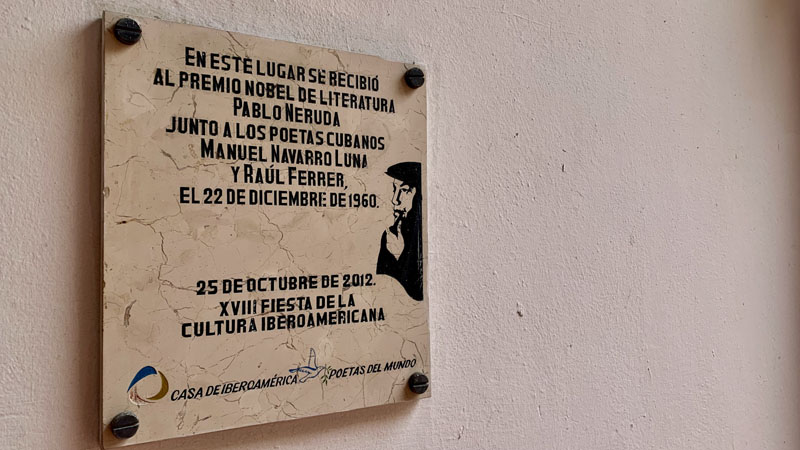 EN ESTE LUGAR SE RECIBIÓ
AL PREMIO NOBEL DE LITERATURA
PABLO NERUDA
JUNTO A LOS POETAS CUBANOS
MANUEL NAVARRO LUNA
Y RAÚL FERRER,
EL 22 DE DICIEMBRE DE 1960.
25 DE OCTUBRE DE 2012.
XVIII FIESTA DE LA
CULTURA IBEROAMERICANA
CASA DE IBEROAMÉRICA POETAS DEL MUNDO